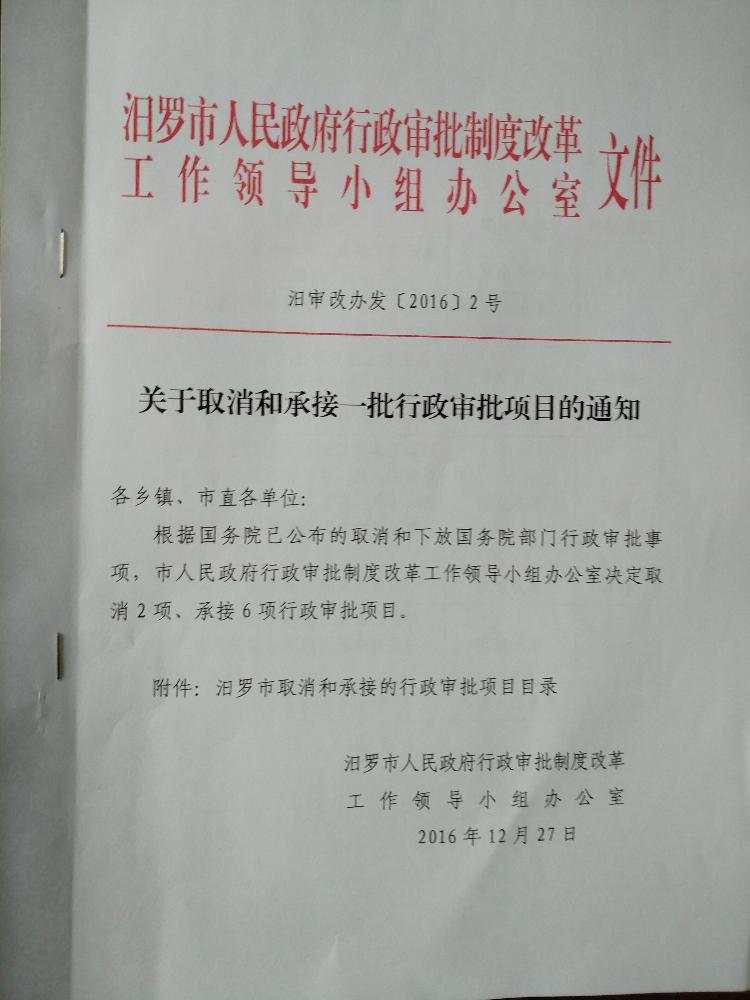 汨罗市人民政府行政审批制度改革
工作领导小组办公室 文件
汨审改办发〔2016〕2号
关于取消和承接一批行政审批项目的通知
各乡镇、市直各单位：
根据国务院已公布的取消和下放国务院部门行政审批事
项，市人民政府行政审批制度改革工作领导小组办公室决定取
消2项、承接6项行政审批项目。
附件：汨罗市取消和承接的行政审批项目目录
汨罗市人民政府行政审批制度改革
工作领导小组办公室
2016年12月27日